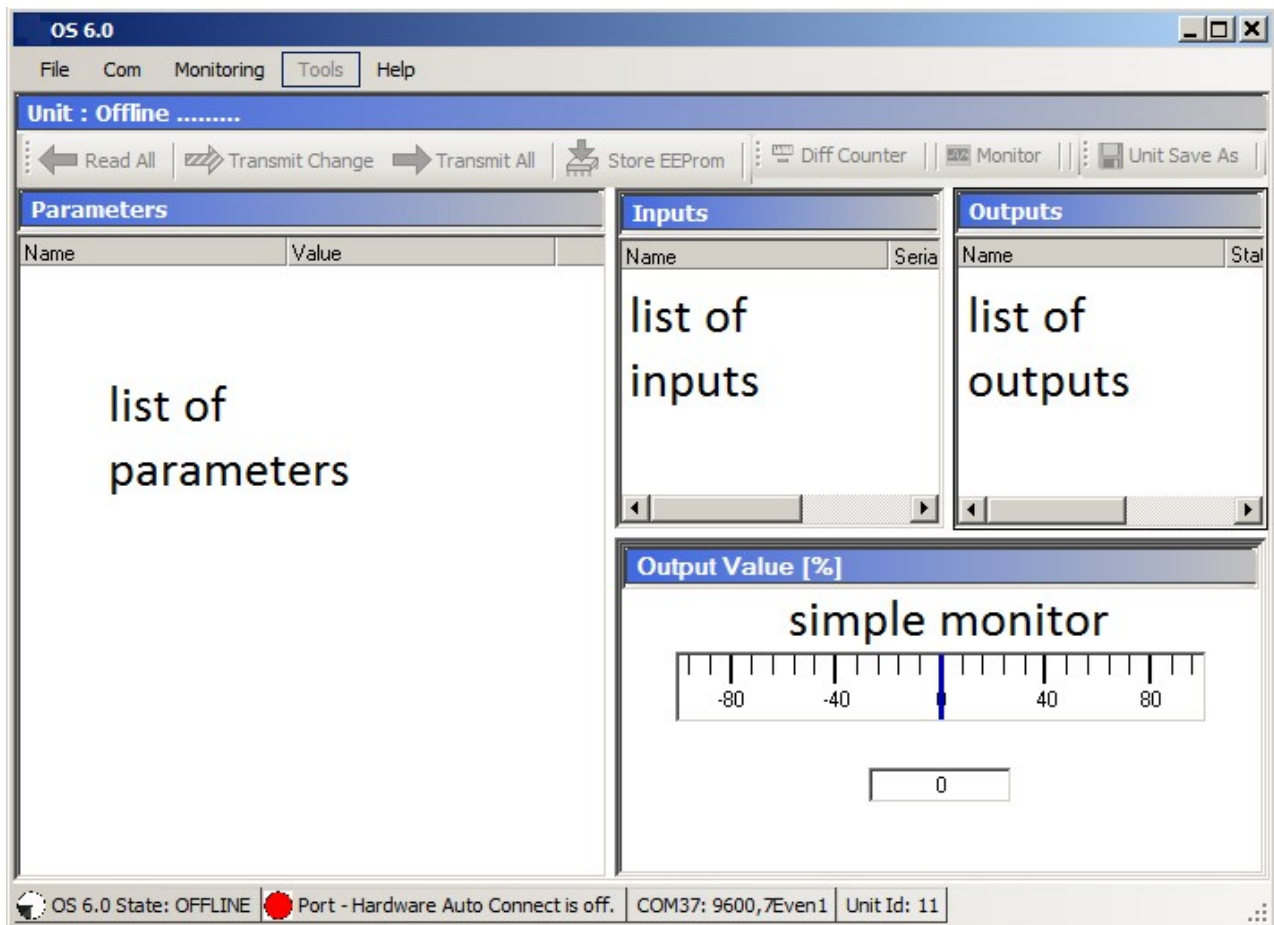 OS 6.0
File Com Monitoring Tools Help
Unit : Offline .........
Read All Transmit Change Transmit All Store EEProm Diff Counter Monitor Unit Save As
Parameters
Name Value
list of
parameters
Inputs
Name Seria
list of
inputs
Outputs
Name Stat
list of
outputs
Output Value [%]
simple monitor
-80 -40 0 40 80
0
OS 6.0 State: OFFLINE Port - Hardware Auto Connect is off. COM37: 9600,7Even1 Unit Id: 11